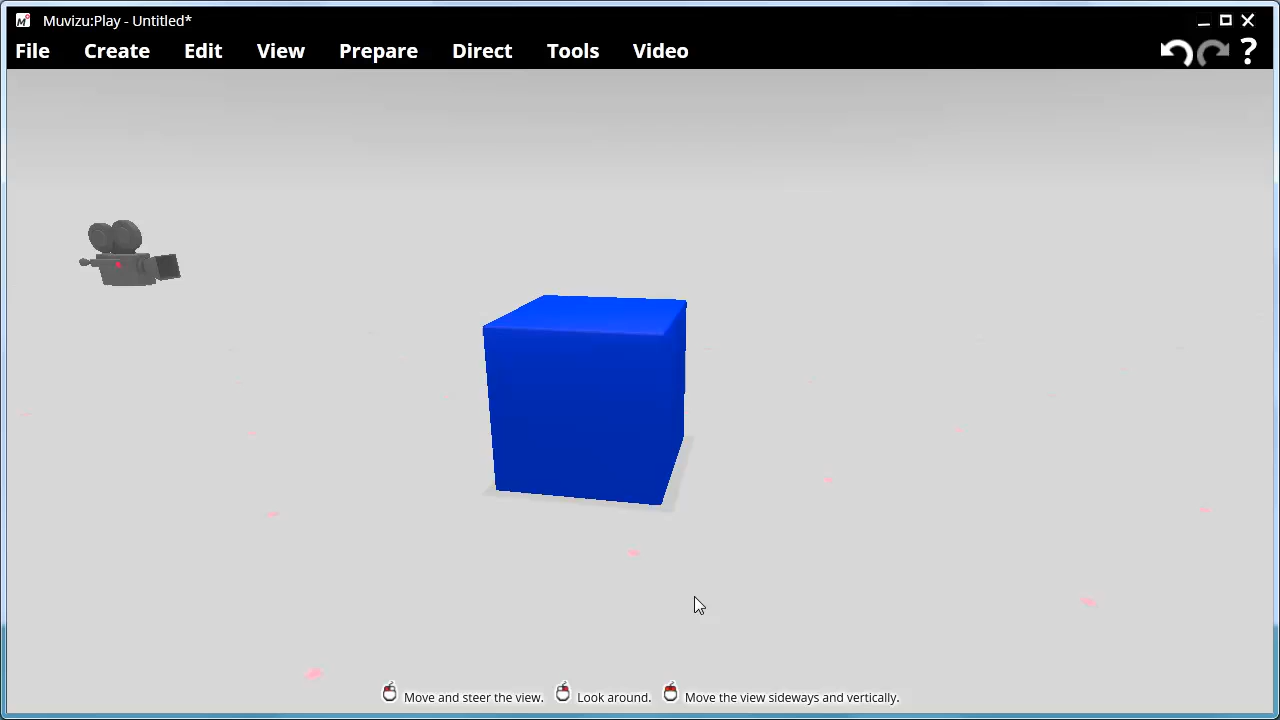 Muvizu:Play - Untitled*
File Create Edit View Prepare Direct Tools Video ?
Move and steer the view. Look around. Move the view sideways and vertically.